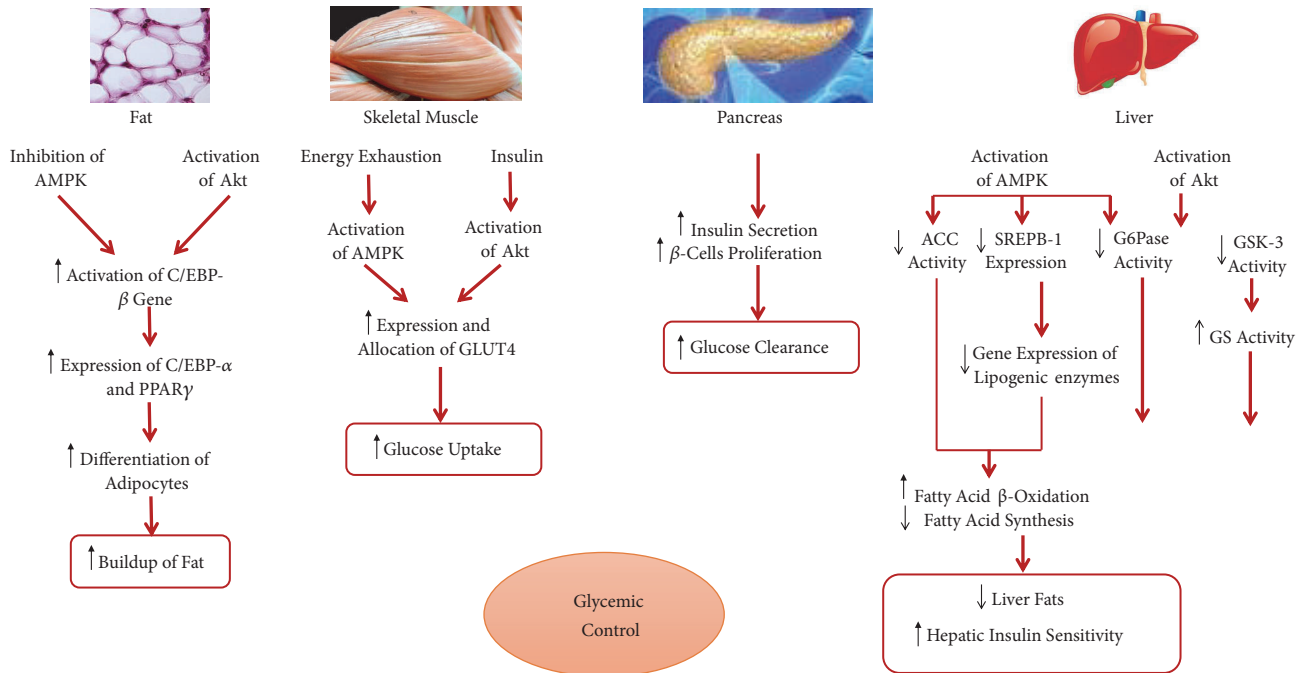 Fat
Inhibition of
AMPK
Activation
of Akt
↑ Activation of C/EBP-
β Gene
↑ Expression of C/EBP-α
and PPARγ
↑ Differentiation of
Adipocytes
↑ Buildup of Fat
Skeletal Muscle
Energy Exhaustion
Insulin
Activation
of AMPK
Activation
of Akt
↑ Expression and
Allocation of GLUT4
↑ Glucose Uptake
Pancreas
↑ Insulin Secretion
↑ β-Cells Proliferation
↑ Glucose Clearance
Liver
Activation
of AMPK
Activation
of Akt
↓ ACC
Activity
↓ SREPB-1
Expression
↓ G6Pase
Activity
↓ GSK-3
Activity
↑ GS Activity
↓ Gene Expression of
Lipogenic enzymes
↑ Fatty Acid β-Oxidation
↓ Fatty Acid Synthesis
↓ Liver Fats
↑ Hepatic Insulin Sensitivity
Glycemic
Control